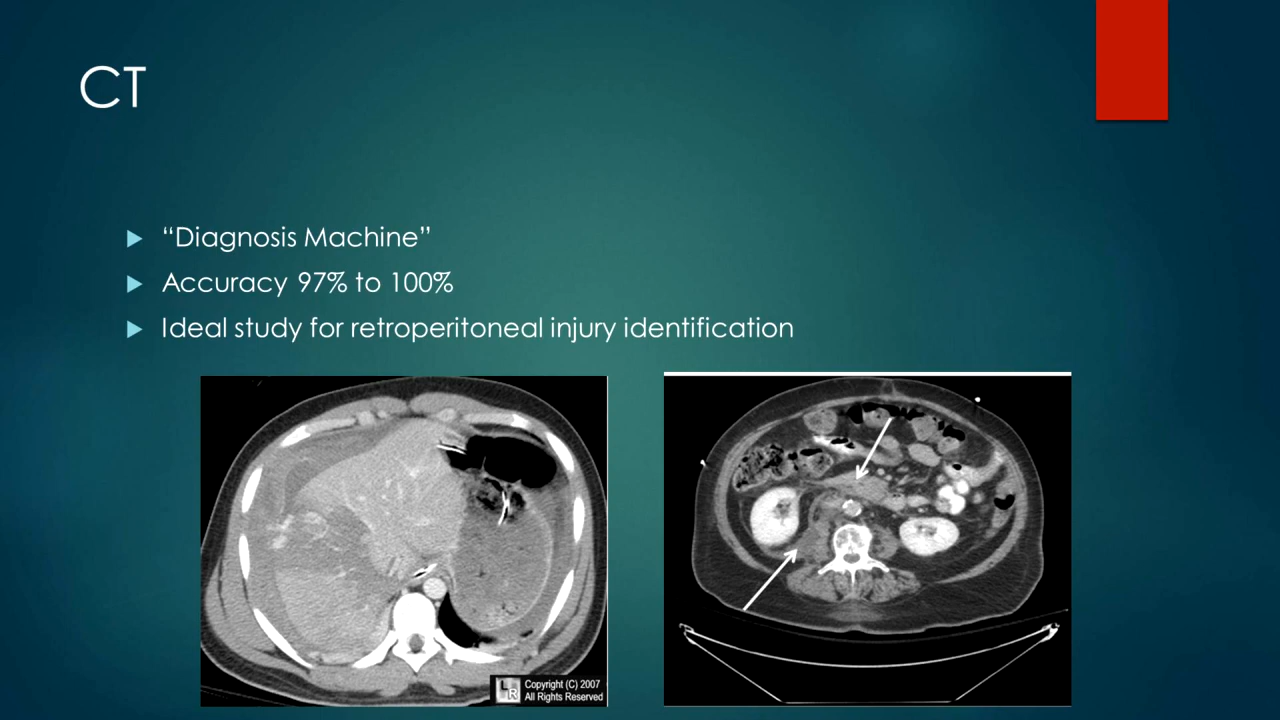 CT
“Diagnosis Machine”
Accuracy 97% to 100%
Ideal study for retroperitoneal injury identification
L
R
Copyright (C) 2007
All Rights Reserved